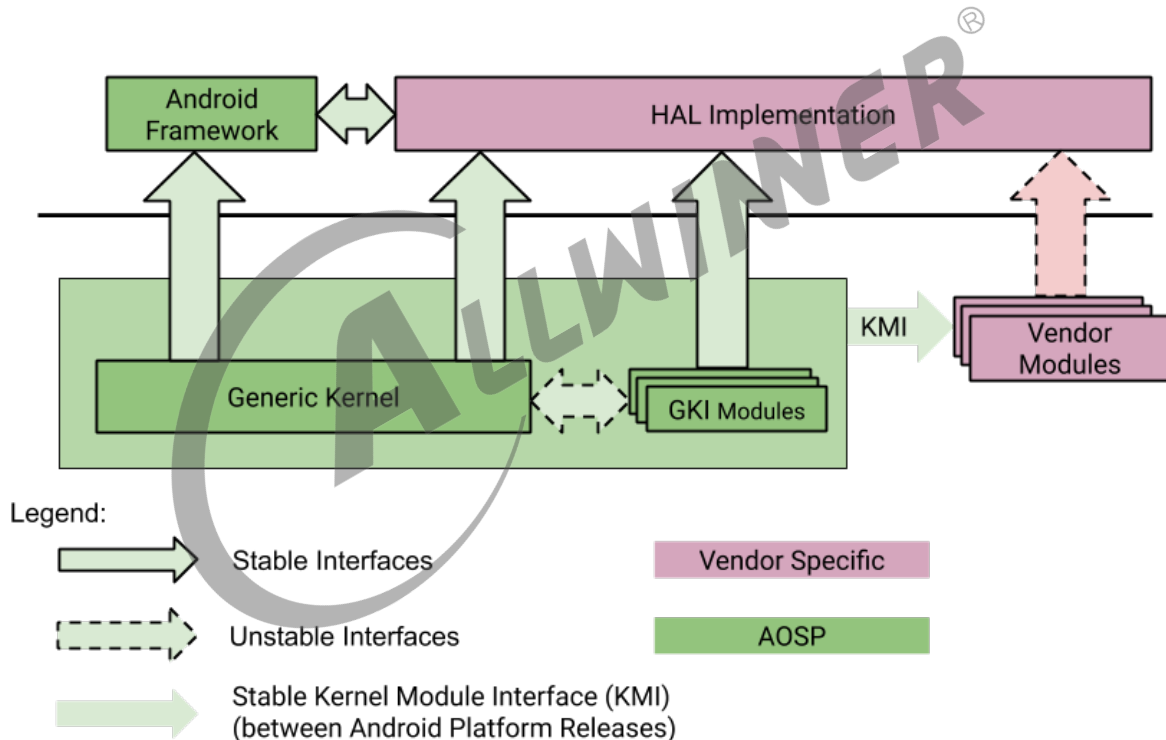 ALLWINNER®
Android
Framework
HAL Implementation
KMI
Vendor
Modules
Generic Kernel
GKI Modules
Legend:
Stable Interfaces
Vendor Specific
Unstable Interfaces
AOSP
Stable Kernel Module Interface (KMI)
(between Android Platform Releases)